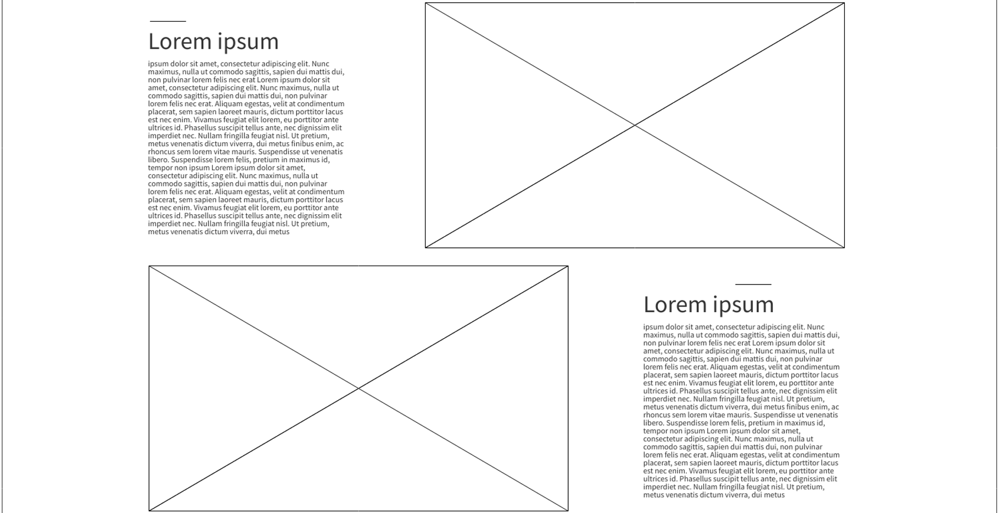 Lorem ipsum
ipsum dolor sit amet, consectetur adipiscing elit. Nunc
maximus, nulla ut commodo sagittis, sapien dui mattis dui,
non pulvinar lorem felis nec erat Lorem ipsum dolor sit
amet, consectetur adipiscing elit. Nunc maximus, nulla ut
commodo sagittis, sapien dui mattis dui, non pulvinar
lorem felis nec erat. Aliquam egestas, velit at condimentum
placerat, sem sapien laoreet mauris, dictum porttitor lacus
est nec enim. Vivamus feugiat elit lorem, eu porttitor ante
ultrices id. Phasellus suscipit tellus ante, nec dignissim elit
imperdiet nec. Nullam fringilla feugiat nisl. Ut pretium,
metus venenatis dictum viverra, dui metus finibus enim, ac
rhoncus sem lorem vitae mauris. Suspendisse ut venenatis
libero. Suspendisse lorem felis, pretium in maximus id,
tempor non ipsum Lorem ipsum dolor sit amet,
consectetur adipiscing elit. Nunc maximus, nulla ut
commodo sagittis, sapien dui mattis dui, non pulvinar
lorem felis nec erat. Aliquam egestas, velit at condimentum
placerat, sem sapien laoreet mauris, dictum porttitor lacus
est nec enim. Vivamus feugiat elit lorem, eu porttitor ante
ultrices id. Phasellus suscipit tellus ante, nec dignissim elit
imperdiet nec. Nullam fringilla feugiat nisl. Ut pretium,
metus venenatis dictum viverra, dui metus
Lorem ipsum
ipsum dolor sit amet, consectetur adipiscing elit. Nunc
maximus, nulla ut commodo sagittis, sapien dui mattis dui,
non pulvinar lorem felis nec erat Lorem ipsum dolor sit
amet, consectetur adipiscing elit. Nunc maximus, nulla ut
commodo sagittis, sapien dui mattis dui, non pulvinar
lorem felis nec erat. Aliquam egestas, velit at condimentum
placerat, sem sapien laoreet mauris, dictum porttitor lacus
est nec enim. Vivamus feugiat elit lorem, eu porttitor ante
ultrices id. Phasellus suscipit tellus ante, nec dignissim elit
imperdiet nec. Nullam fringilla feugiat nisl. Ut pretium,
metus venenatis dictum viverra, dui metus finibus enim, ac
rhoncus sem lorem vitae mauris. Suspendisse ut venenatis
libero. Suspendisse lorem felis, pretium in maximus id,
tempor non ipsum Lorem ipsum dolor sit amet,
consectetur adipiscing elit. Nunc maximus, nulla ut
commodo sagittis, sapien dui mattis dui, non pulvinar
lorem felis nec erat. Aliquam egestas, velit at condimentum
placerat, sem sapien laoreet mauris, dictum porttitor lacus
est nec enim. Vivamus feugiat elit lorem, eu porttitor ante
ultrices id. Phasellus suscipit tellus ante, nec dignissim elit
imperdiet nec. Nullam fringilla feugiat nisl. Ut pretium,
metus venenatis dictum viverra, dui metus